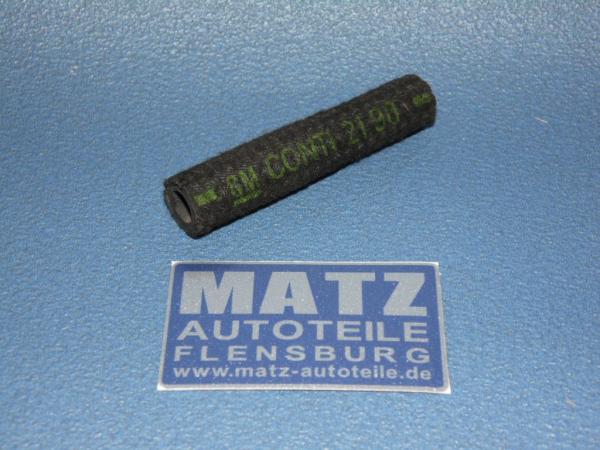 GM CONTI 21 90
MATZ
AUTOTEILE
FLENSBURG
www.matz-autoteile.de